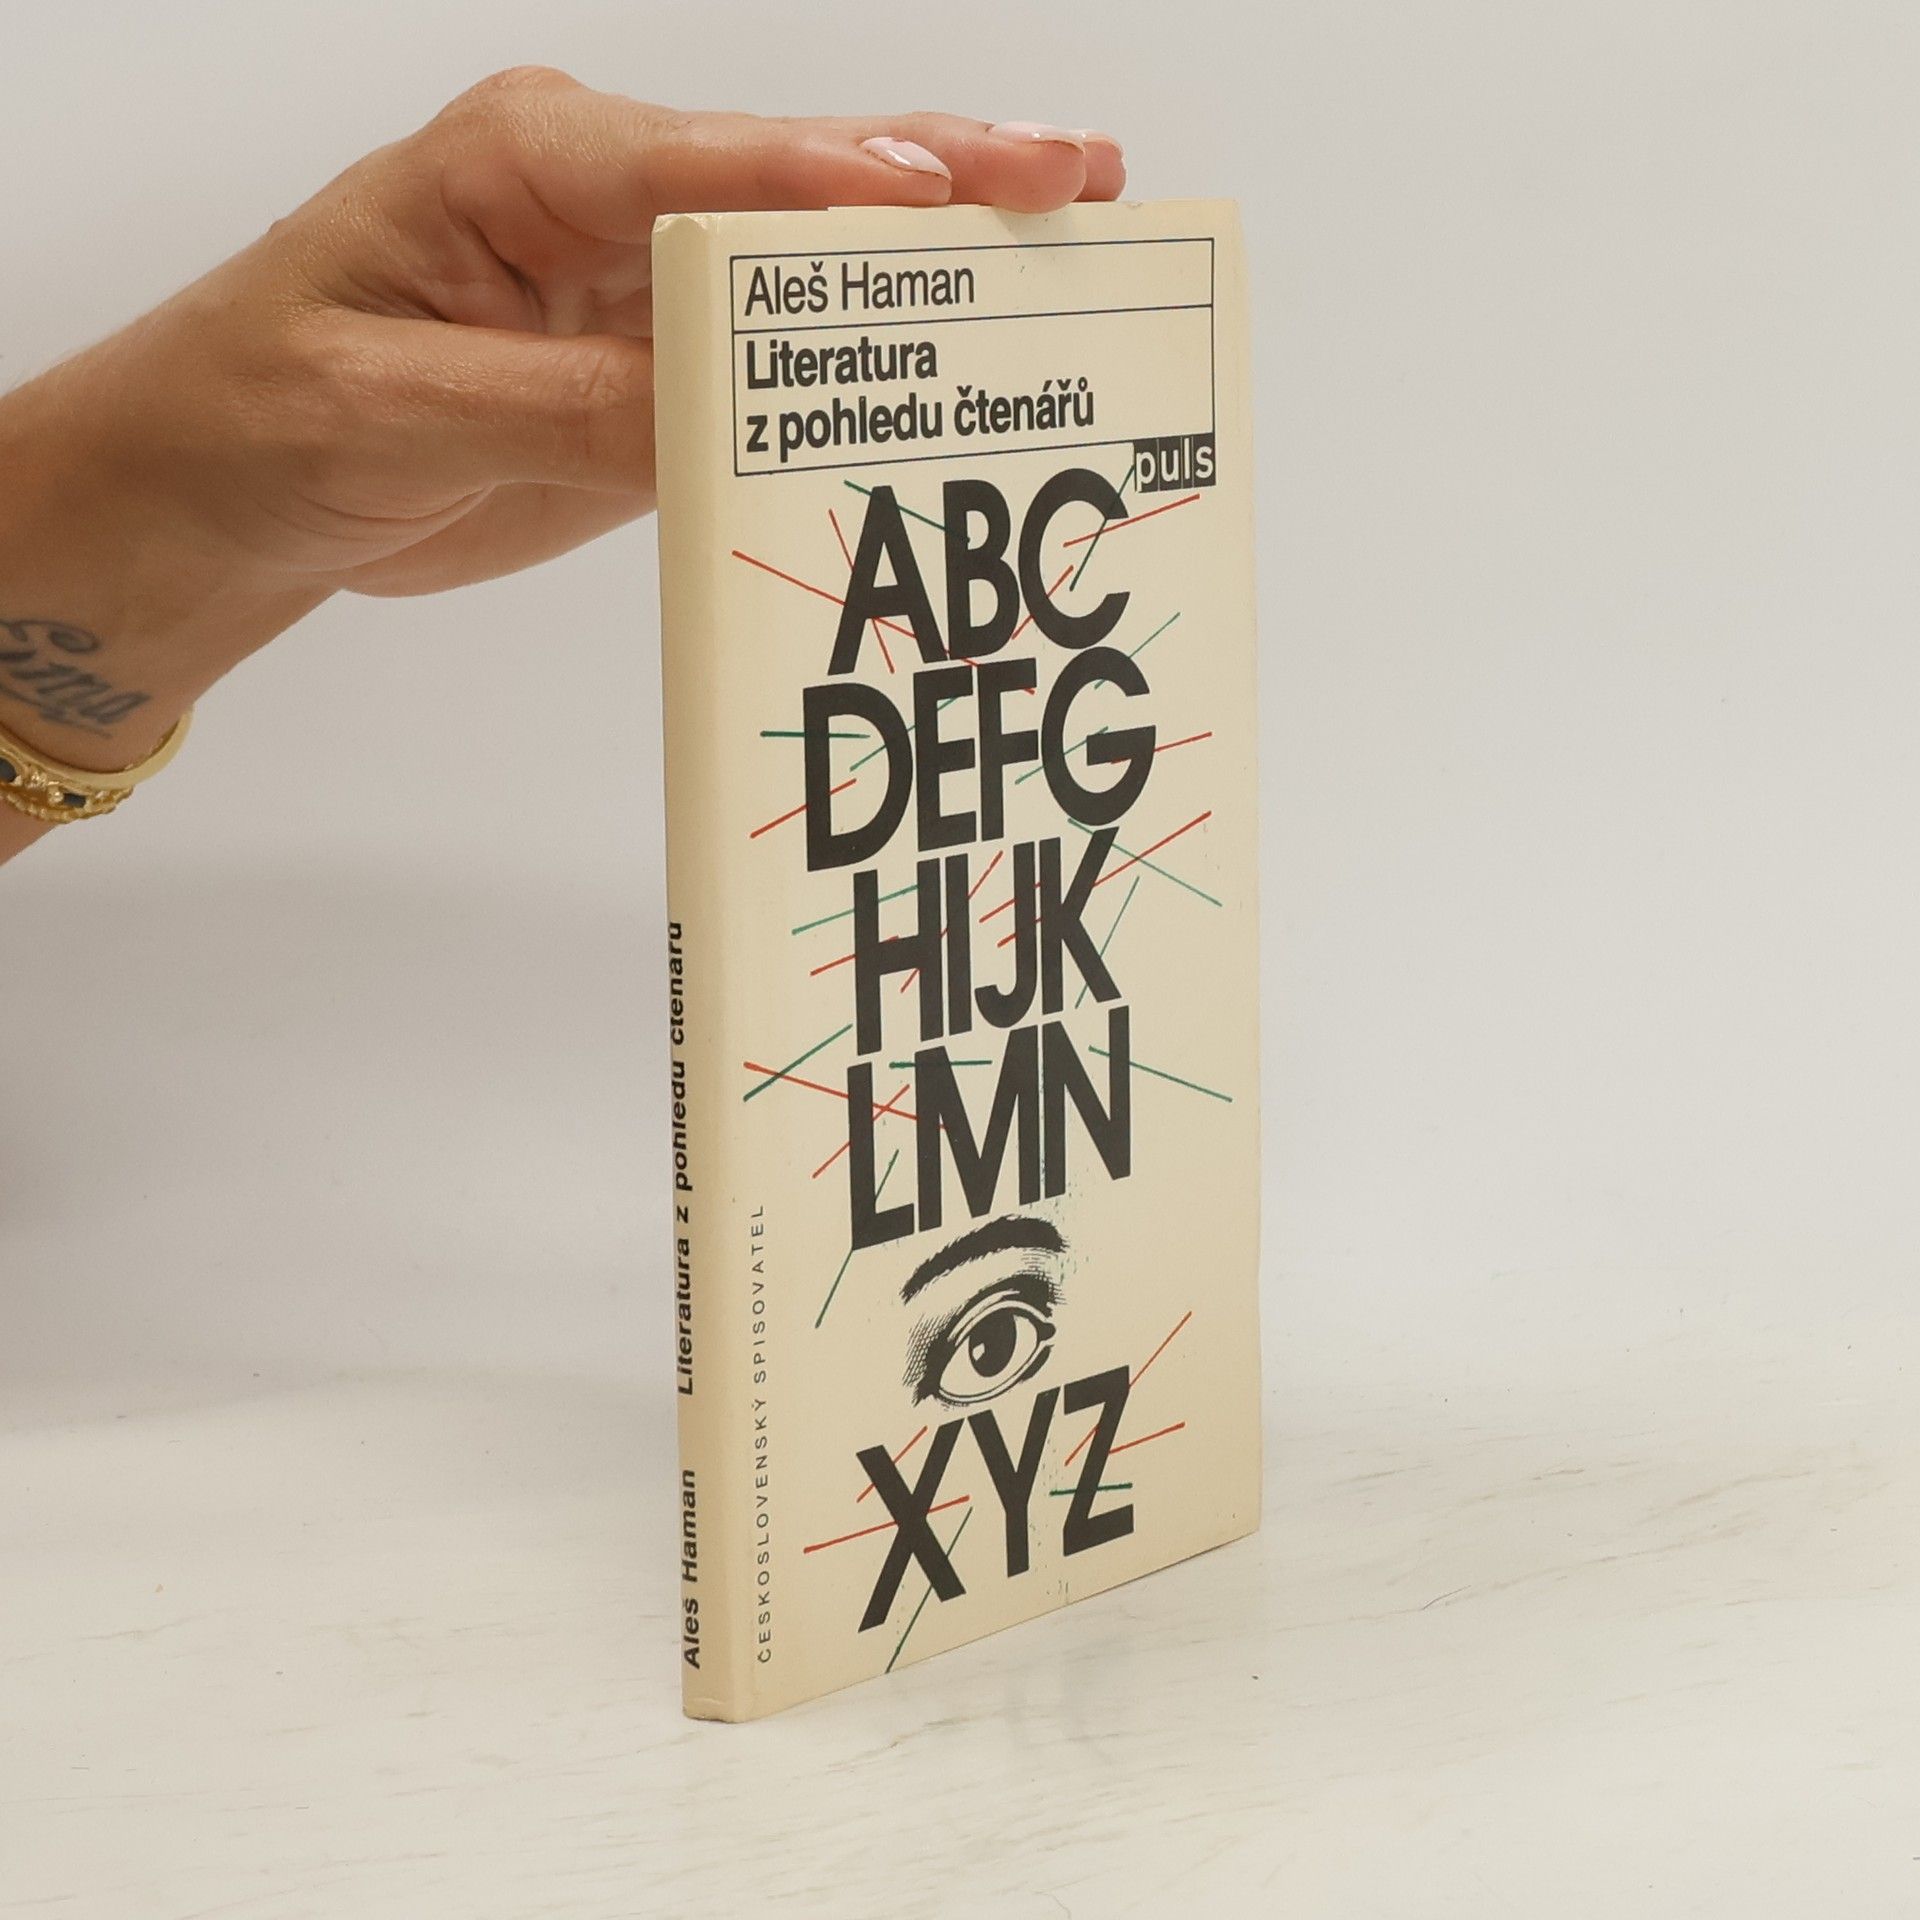 Aleš Haman
Literatura
z pohledu čtenářů
puls
ABC
DEFG
HIJK
LMN
XYZ
ČESKOSLOVENSKÝ SPISOVATEL
Aleš Haman Literatura z pohledu čtenářů